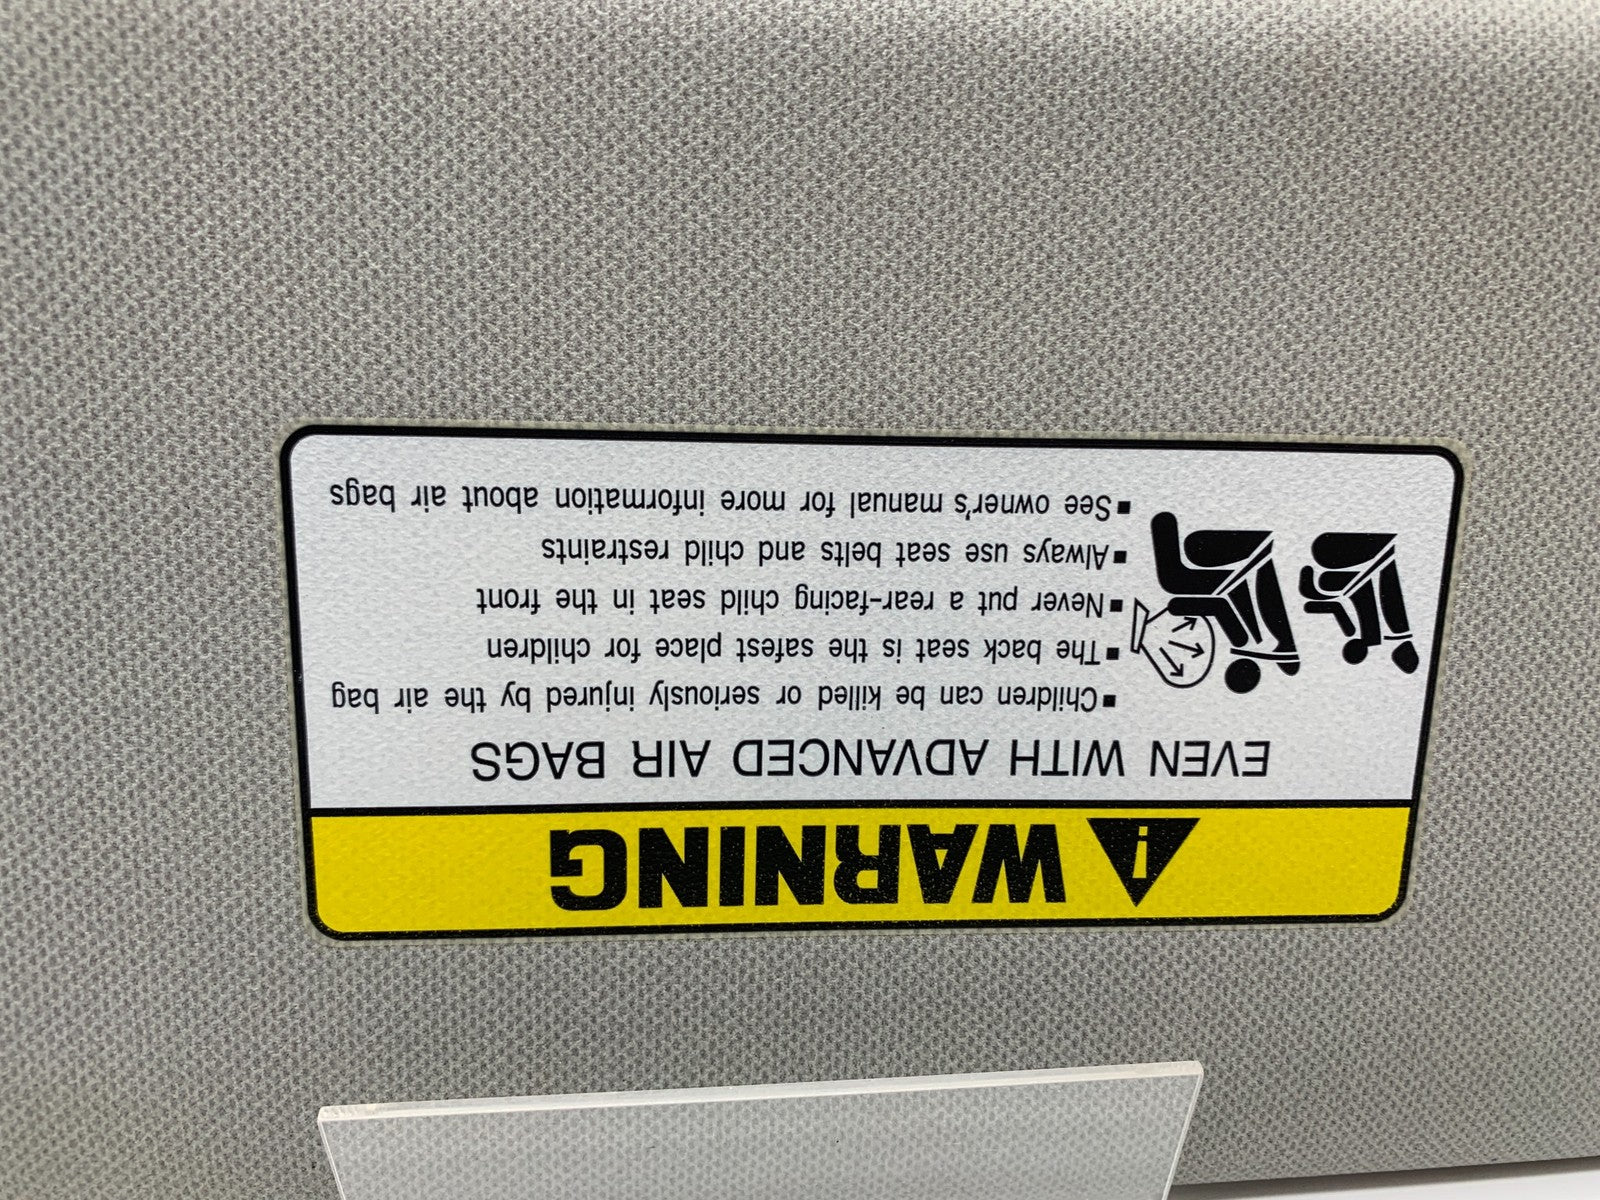 WARNING
EVEN WITH ADVANCED AIR BAGS
▪Children can be killed or seriously injured by the air bag
▪The back seat is the safest place for children
▪Never put a rear-facing child seat in the front
▪Always use seat belts and child restraints
▪See owner's manual for more information about air bags